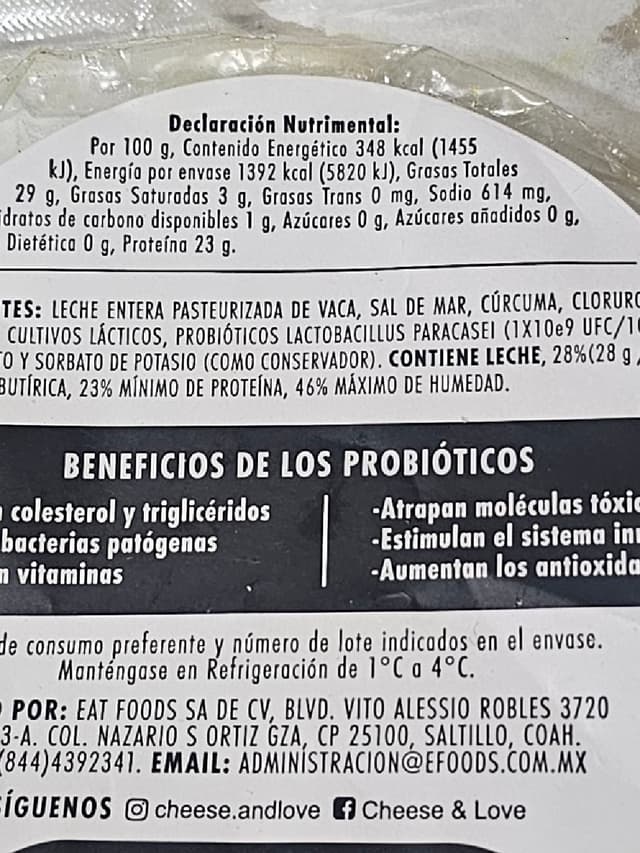 Declaración Nutrimental:
Por 100 g, Contenido Energético 348 kcal (1455
kJ), Energía por envase 1392 kcal (5820 kJ), Grasas Totales
29 g, Grasas Saturadas 3 g, Grasas Trans 0 mg, Sodio 614 mg,
idratos de carbono disponibles 1 g, Azúcares 0 g, Azúcares añadidos 0 g,
Dietética 0 g, Proteína 23 g.
TES: LECHE ENTERA PASTEURIZADA DE VACA, SAL DE MAR, CÚRCUMA, CLORURO
CULTIVOS LÁCTICOS, PROBIÓTICOS LACTOBACILLUS PARACASEI (1X10e9 UFC/10
TO Y SORBATO DE POTASIO (COMO CONSERVADOR). CONTIENE LECHE, 28%(28 g
BUTÍRICA, 23% MÍNIMO DE PROTEÍNA, 46% MÁXIMO DE HUMEDAD.
BENEFICIOS DE LOS PROBIÓTICOS
n colesterol y triglicéridos
bacterias patógenas
n vitaminas
-Atrapan moléculas tóxic
-Estimulan el sistema inm
-Aumentan los antioxida
de consumo preferente y número de lote indicados en el envase.
Manténgase en Refrigeración de 1°C a 4°C.
POR: EAT FOODS SA DE CV, BLVD. VITO ALESSIO ROBLES 3720
3-A. COL. NAZARIO S ORTIZ GZA, CP 25100, SALTILLO, COAH.
(844)4392341. EMAIL: ADMINISTRACION@EFOODS.COM.MX
SÍGUENOS cheese.andlove Cheese & Love